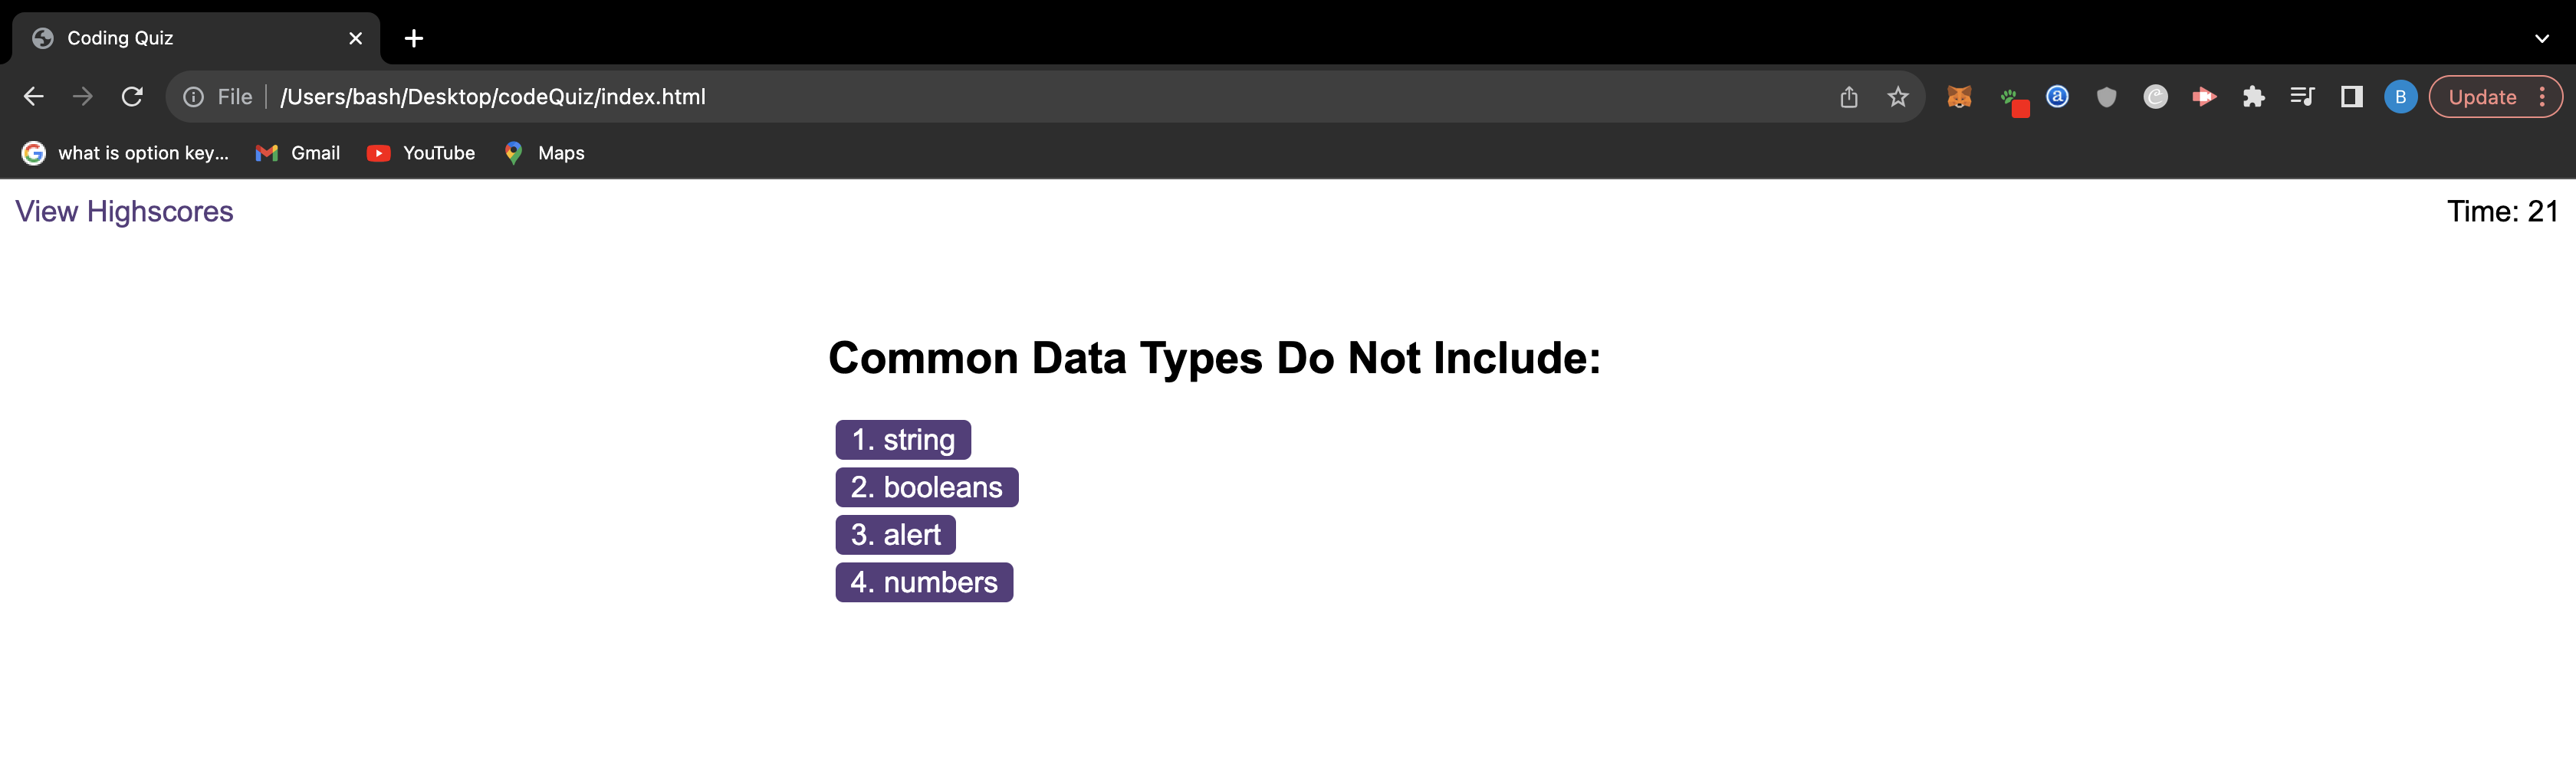 Coding Quiz
File /Users/bash/Desktop/codeQuiz/index.html
B
Update
what is option key... Gmail YouTube Maps
View Highscores Time: 21
Common Data Types Do Not Include:
1. string
2. booleans
3. alert
4. numbers